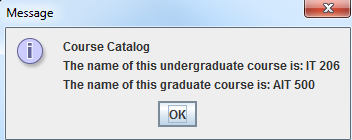 Message
Course Catalog
The name of this undergraduate course is: IT 206
The name of this graduate course is: AIT 500
OK